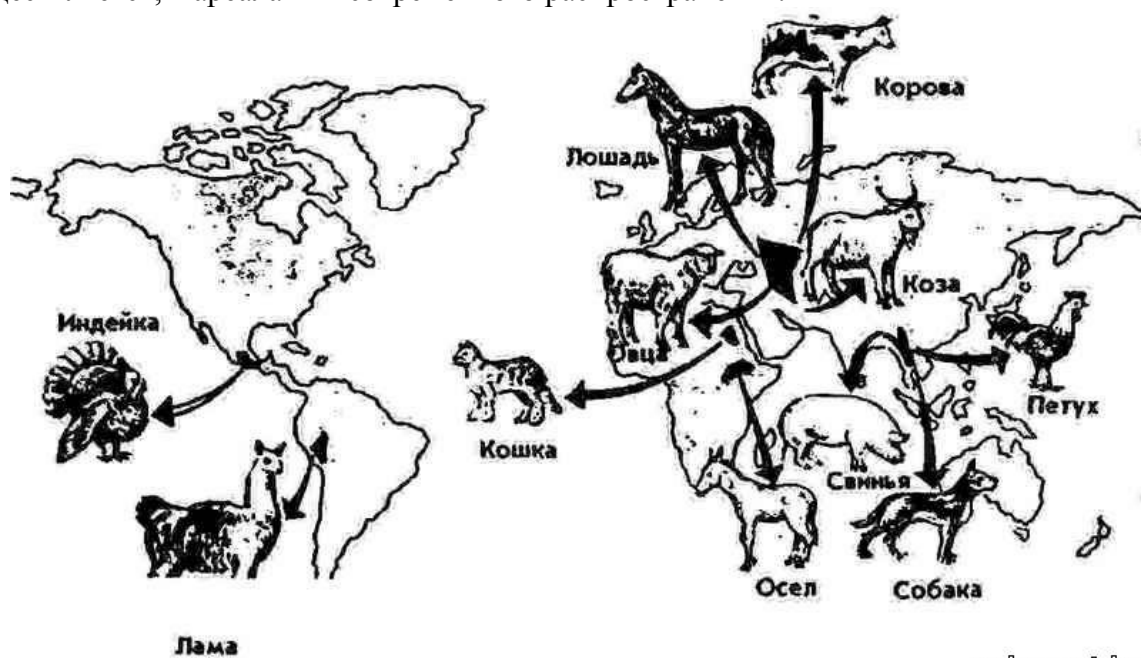 Корова
Лошадь
Коза
Индейка
Овца
Петух
Кошка
Свинья
Осел
Собака
Лама